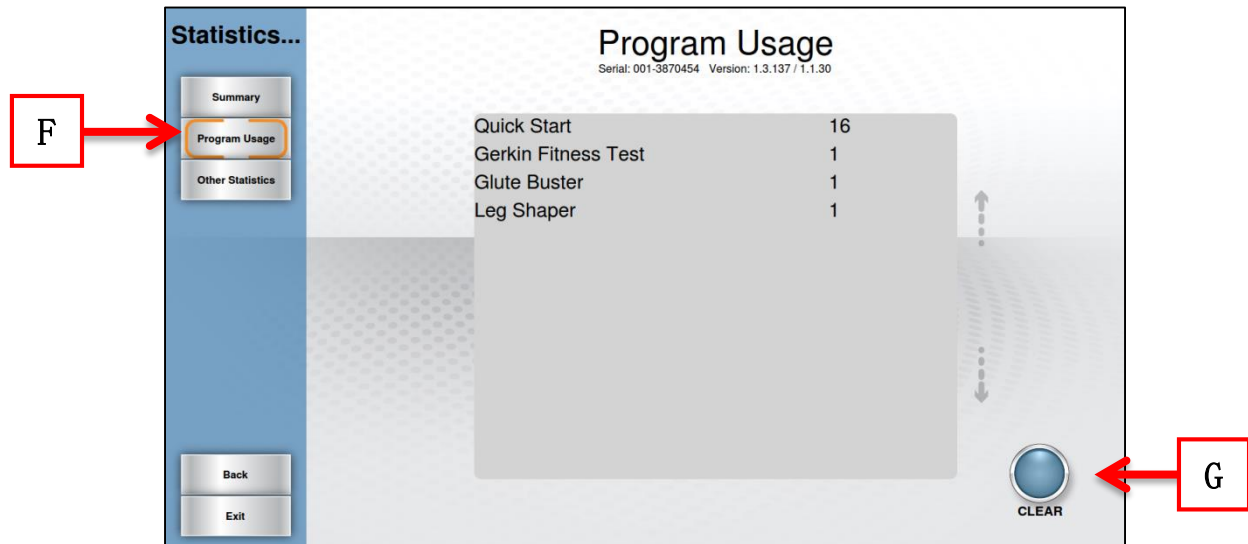 Statistics...
Summary
Program Usage
Other Statistics
Back
Exit
F
Program Usage
Serial: 001-3870454 Version: 1.3.137 / 1.1.30
Quick Start 16
Gerkin Fitness Test 1
Glute Buster 1
Leg Shaper 1
CLEAR
G